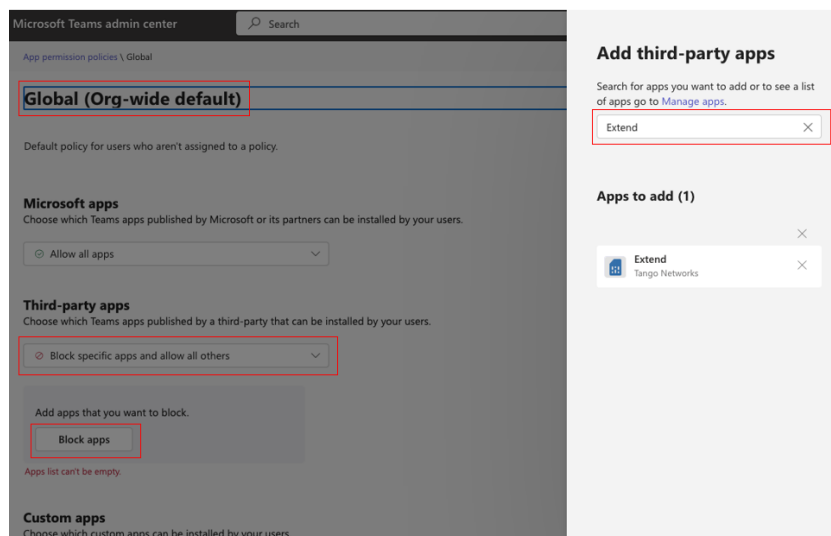 Microsoft Teams admin center
Search
App permission policies \ Global
Global (Org-wide default)
Default policy for users who aren't assigned to a policy.
Microsoft apps
Choose which Teams apps published by Microsoft or its partners can be installed by your users.
Allow all apps
Third-party apps
Choose which Teams apps published by a third-party that can be installed by your users.
Block specific apps and allow all others
Add apps that you want to block.
Block apps
Apps list can't be empty.
Custom apps
Choose which custom apps can be installed by your users
Add third-party apps
Search for apps you want to add or to see a list
of apps go to Manage apps.
Extend
Apps to add (1)
Extend
Tango Networks